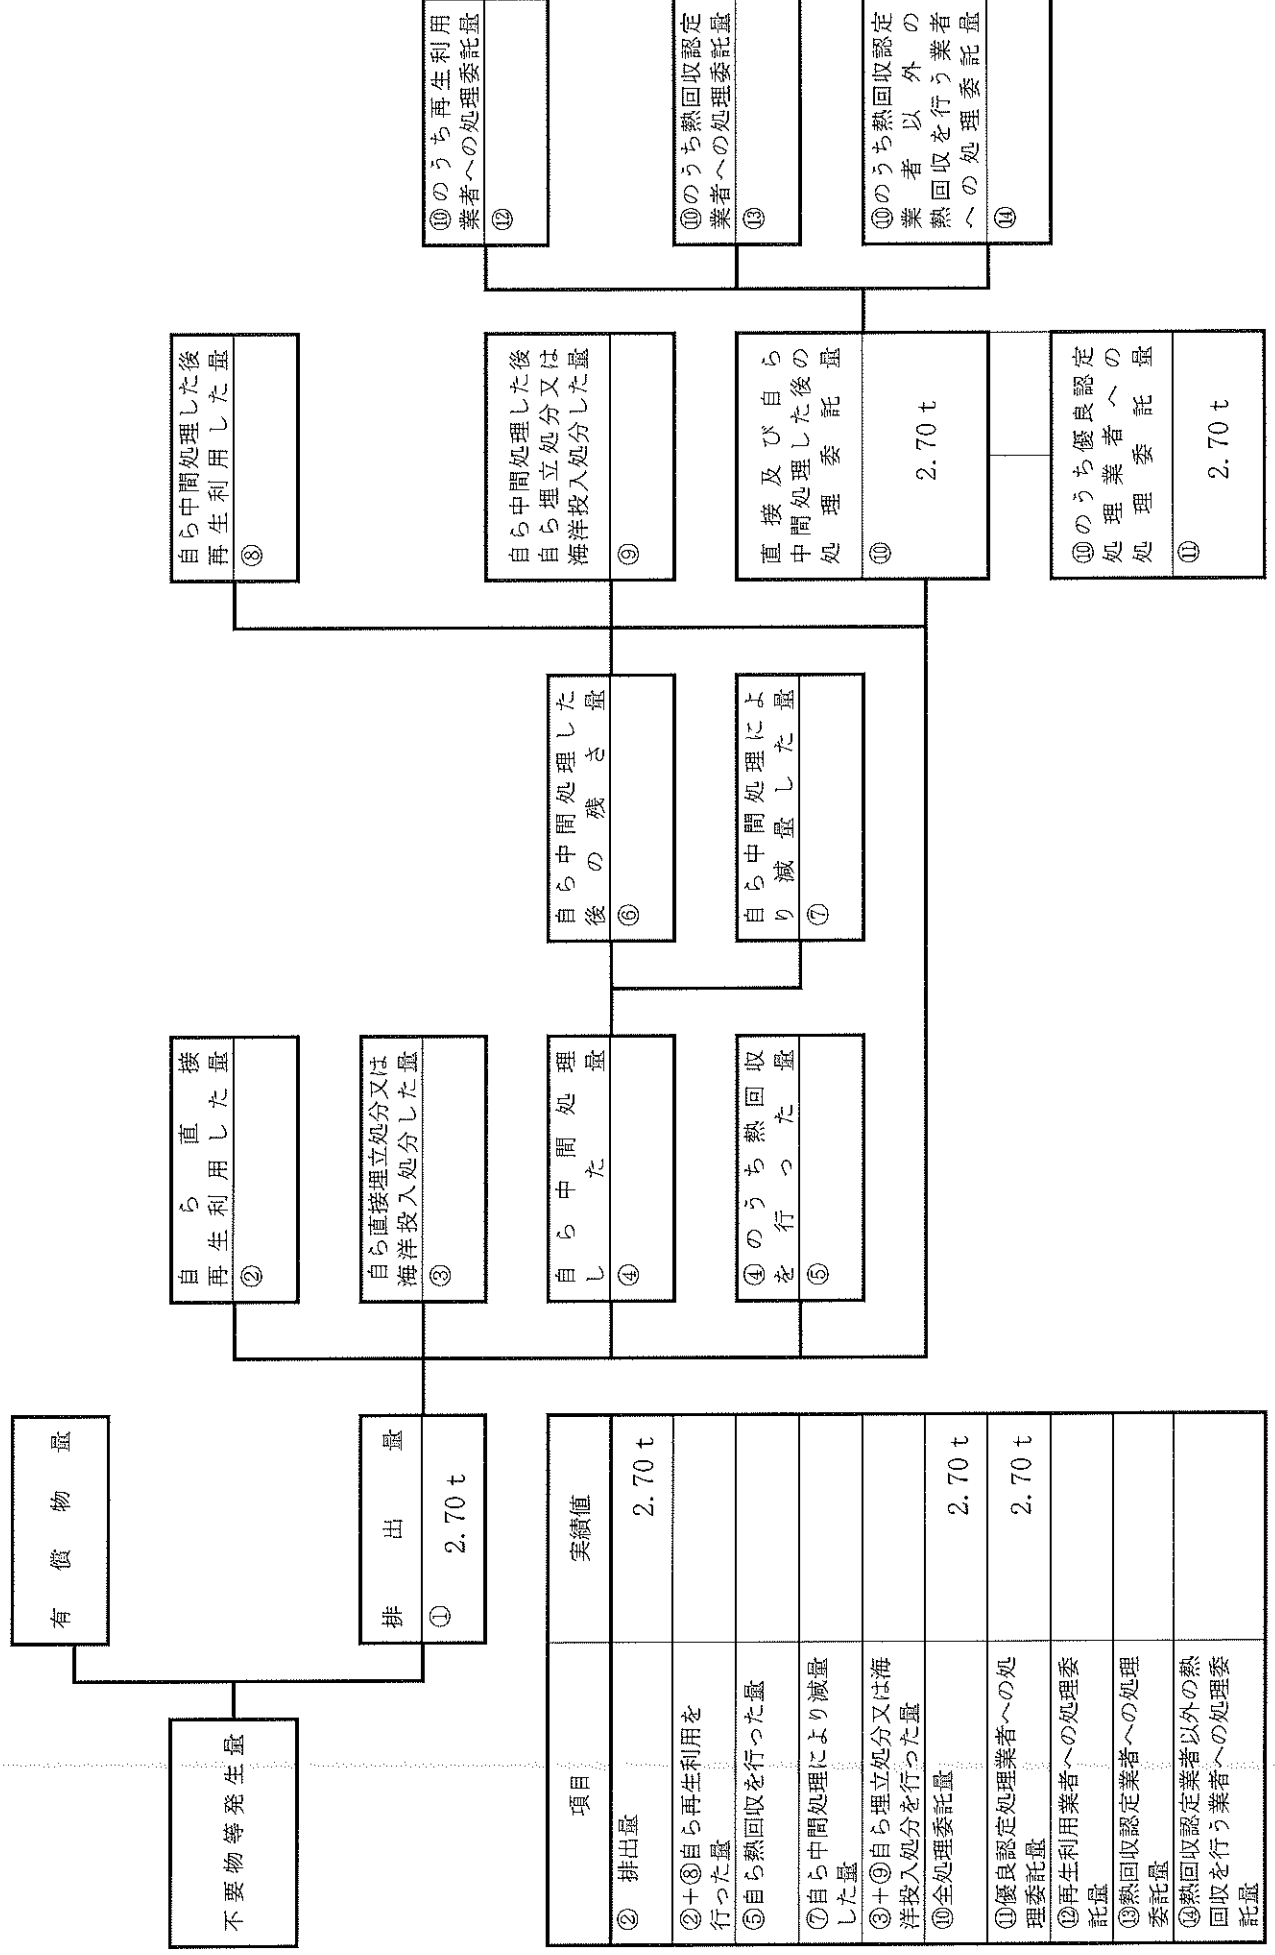 不要物等発生量
有償物量
排出量
①
2.70 t
自ら直接
再生利用した量
②
自ら直接埋立処分又は
海洋投入処分した量
③
自ら中間処理
した量
④
④のうち熱回収
を行った量
⑤
自ら中間処理した
後の残さ量
⑥
自ら中間処理によ
り減量した量
⑦
自ら中間処理した後
再生利用した量
⑧
自ら中間処理した後
自ら埋立処分又は
海洋投入処分した量
⑨
直接及び自ら
中間処理した後の
処理委託量
⑩
2.70 t
⑩のうち優良認定
処理業者への
処理委託量
⑪
2.70 t
⑩のうち再生利用
業者への処理委託量
⑫
⑩のうち熱回収認定
業者への処理委託量
⑬
⑩のうち熱回収認定
業者以外の
熱回収を行う業者
への処理委託量
⑭
項目
実績値
② 排出量
2.70 t
②+⑧自ら再生利用を
行った量
⑤自ら熱回収を行った量
⑦自ら中間処理により減量
した量
③+⑨自ら埋立処分又は海
洋投入処分を行った量
⑩全処理委託量
2.70 t
⑪優良認定処理業者への処
理委託量
2.70 t
⑫再生利用業者への処理委
託量
⑬熱回収認定業者への処理
委託量
⑭熱回収認定業者以外の熱
回収を行う業者への処理委
託量